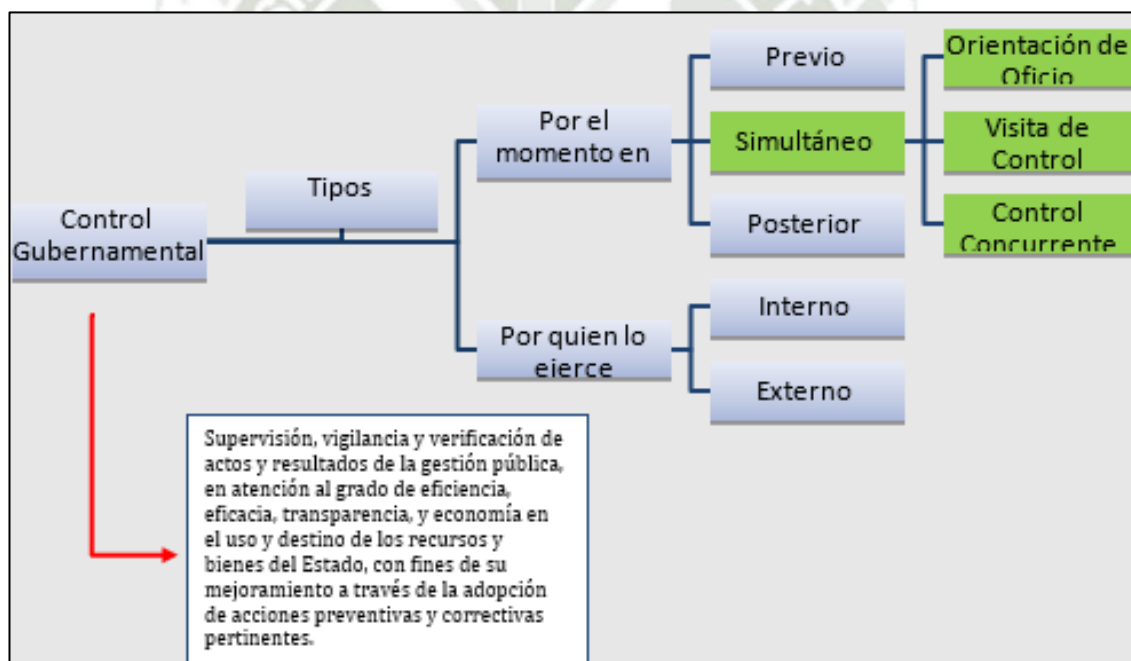 Control
Gubernamental
Tipos
Por el
momento en
Previo
Simultáneo
Posterior
Orientación de
Oficio
Visita de
Control
Control
Concurrente
Por quien lo
ejerce
Interno
Externo
Supervisión, vigilancia y verificación de
actos y resultados de la gestión pública,
en atención al grado de eficiencia,
eficacia, transparencia, y economía en
el uso y destino de los recursos y
bienes del Estado, con fines de su
mejoramiento a través de la adopción
de acciones preventivas y correctivas
pertinentes.